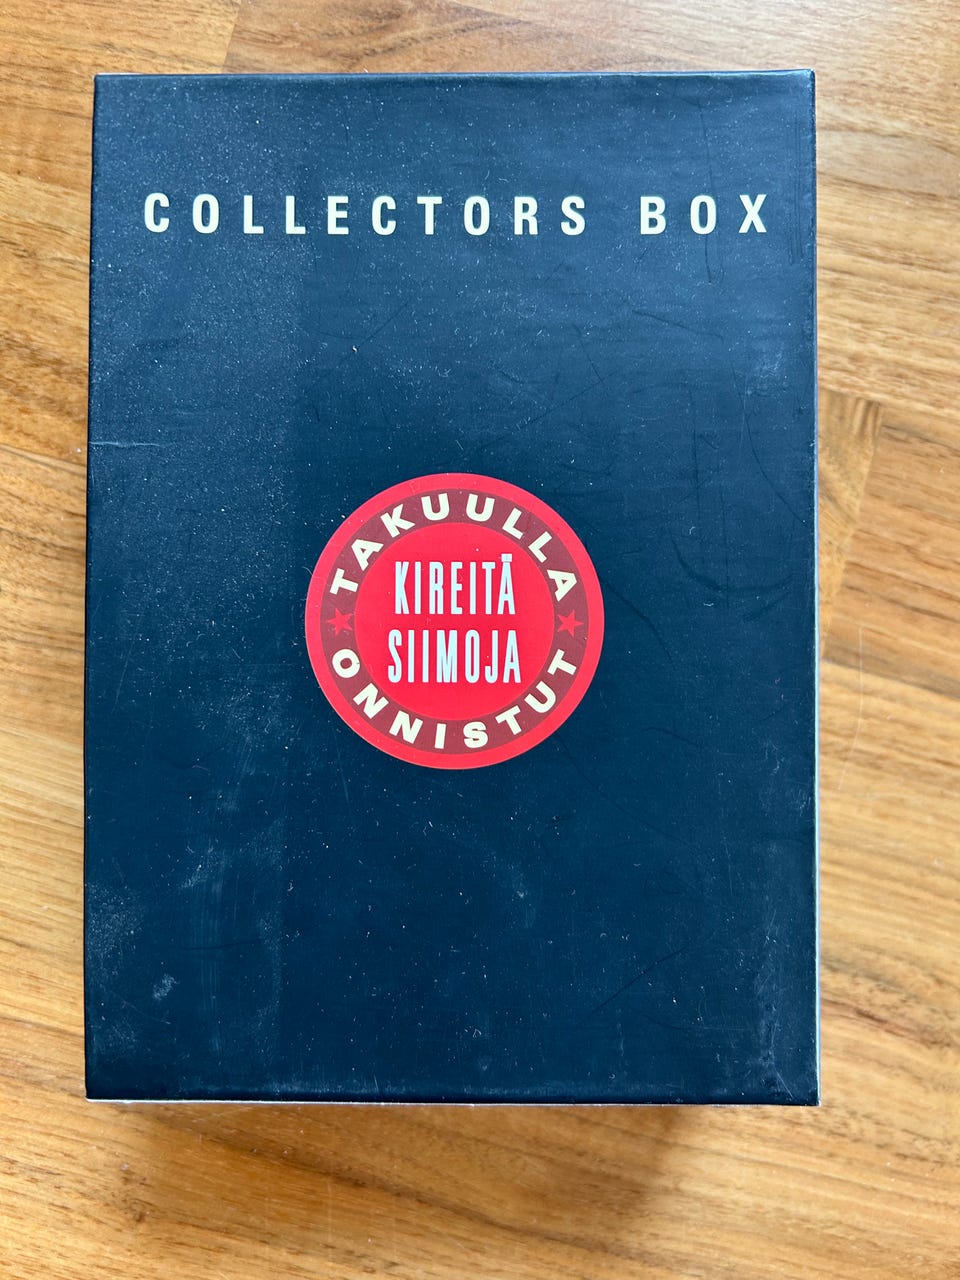 COLLECTORS BOX
TAKUULLA
KIREITÄ
SIIMOJA
ONNISTUT